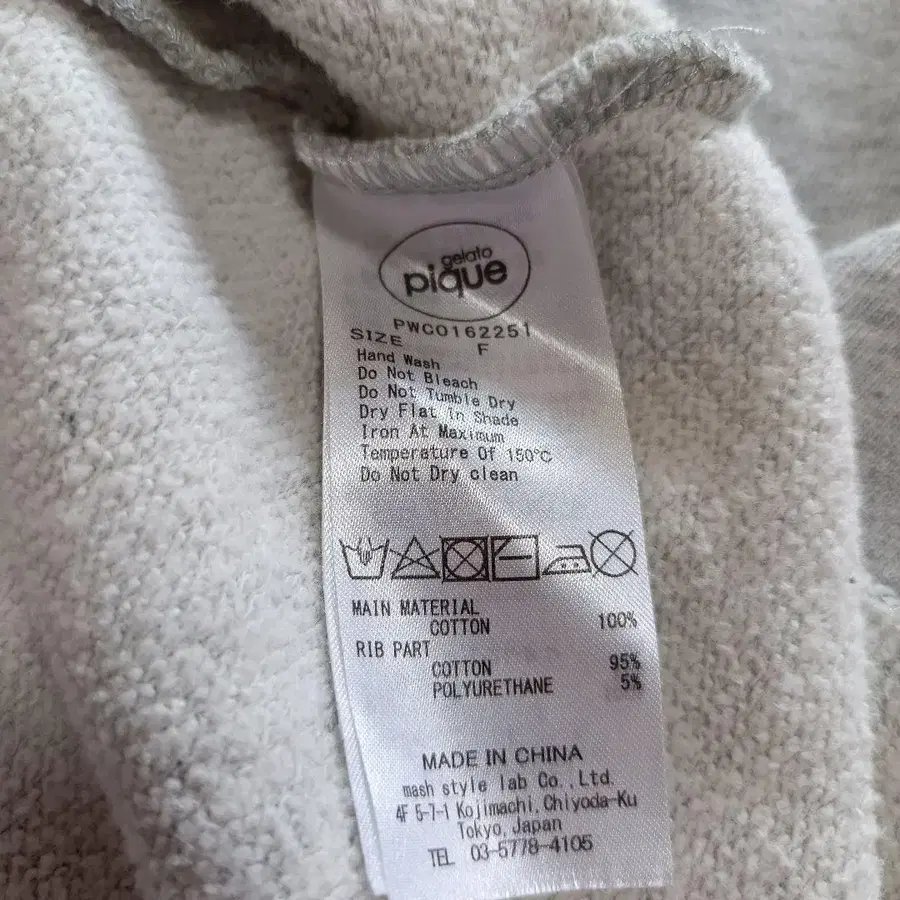 gelato
pique
PWCO162251
SIZE F
Hand Wash
Do Not Bleach
Do Not Tumble Dry
Dry Flat In Shade
Iron At Maximum
Temperature Of 150°C
Do Not Dry clean
MAIN MATERIAL
COTTON 100%
RIB PART
COTTON 95%
POLYURETHANE 5%
MADE IN CHINA
mash style lab Co.,Ltd.
4F 5-7-1 Kojimachi,Chiyoda-Ku
Tokyo,Japan
TEL 03-5778-4105